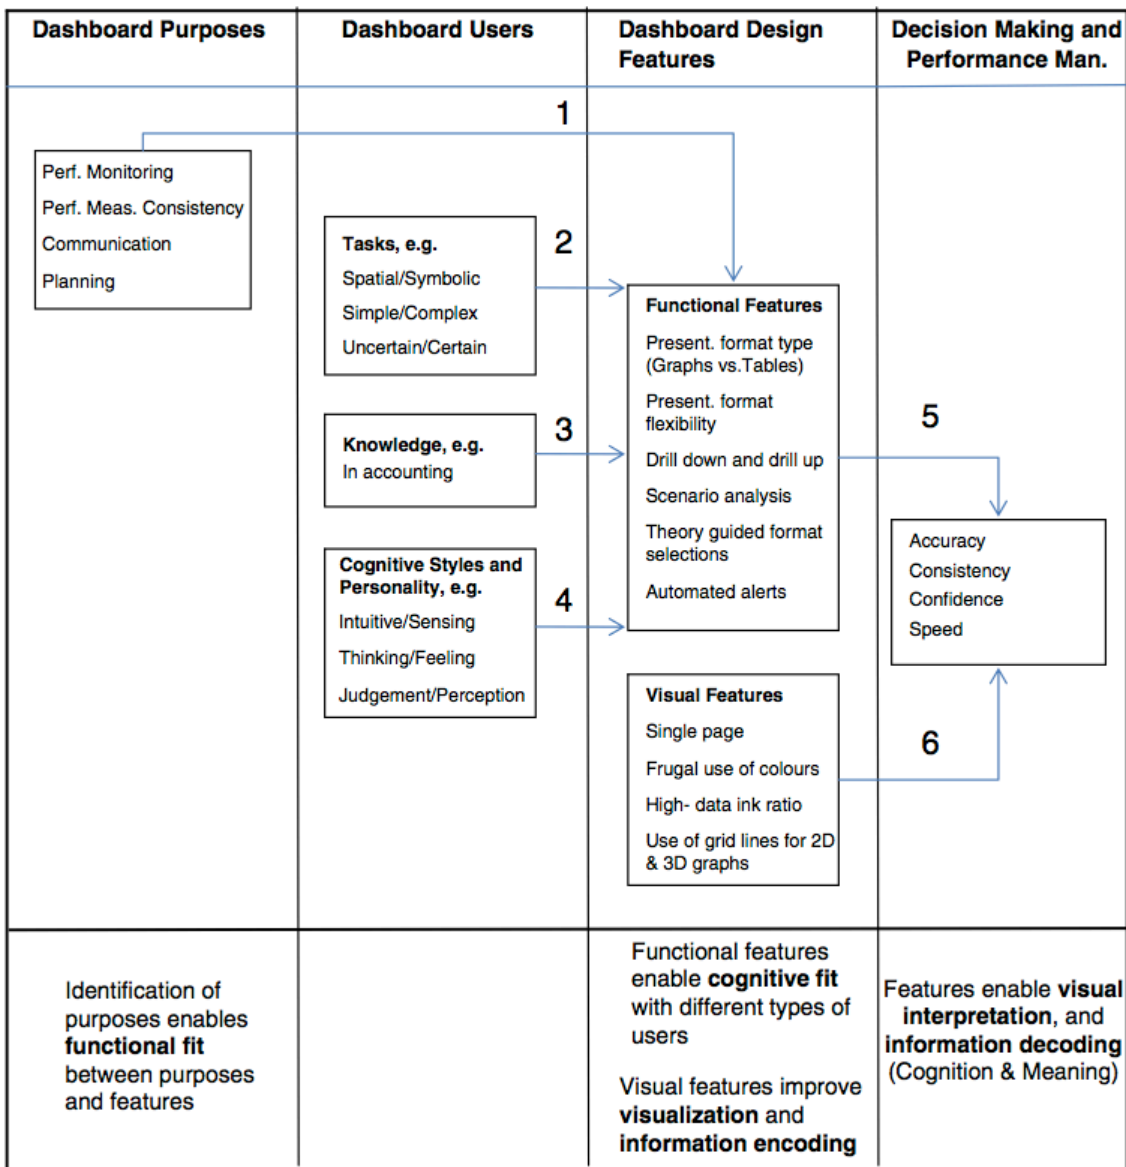 Dashboard Purposes
Dashboard Users
Dashboard Design
Features
Decision Making and
Performance Man.
1
Perf. Monitoring
Perf. Meas. Consistency
Communication
Planning
Tasks, e.g.
Spatial/Symbolic
Simple/Complex
Uncertain/Certain
2
Knowledge, e.g.
In accounting
3
Cognitive Styles and
Personality, e.g.
Intuitive/Sensing
Thinking/Feeling
Judgement/Perception
4
Functional Features
Present. format type
(Graphs vs.Tables)
Present. format
flexibility
Drill down and drill up
Scenario analysis
Theory guided format
selections
Automated alerts
Visual Features
Single page
Frugal use of colours
High- data ink ratio
Use of grid lines for 2D
& 3D graphs
5
Accuracy
Consistency
Confidence
Speed
6
Identification of
purposes enables
functional fit
between purposes
and features
Functional features
enable cognitive fit
with different types of
users
Visual features improve
visualization and
information encoding
Features enable visual
interpretation, and
information decoding
(Cognition & Meaning)